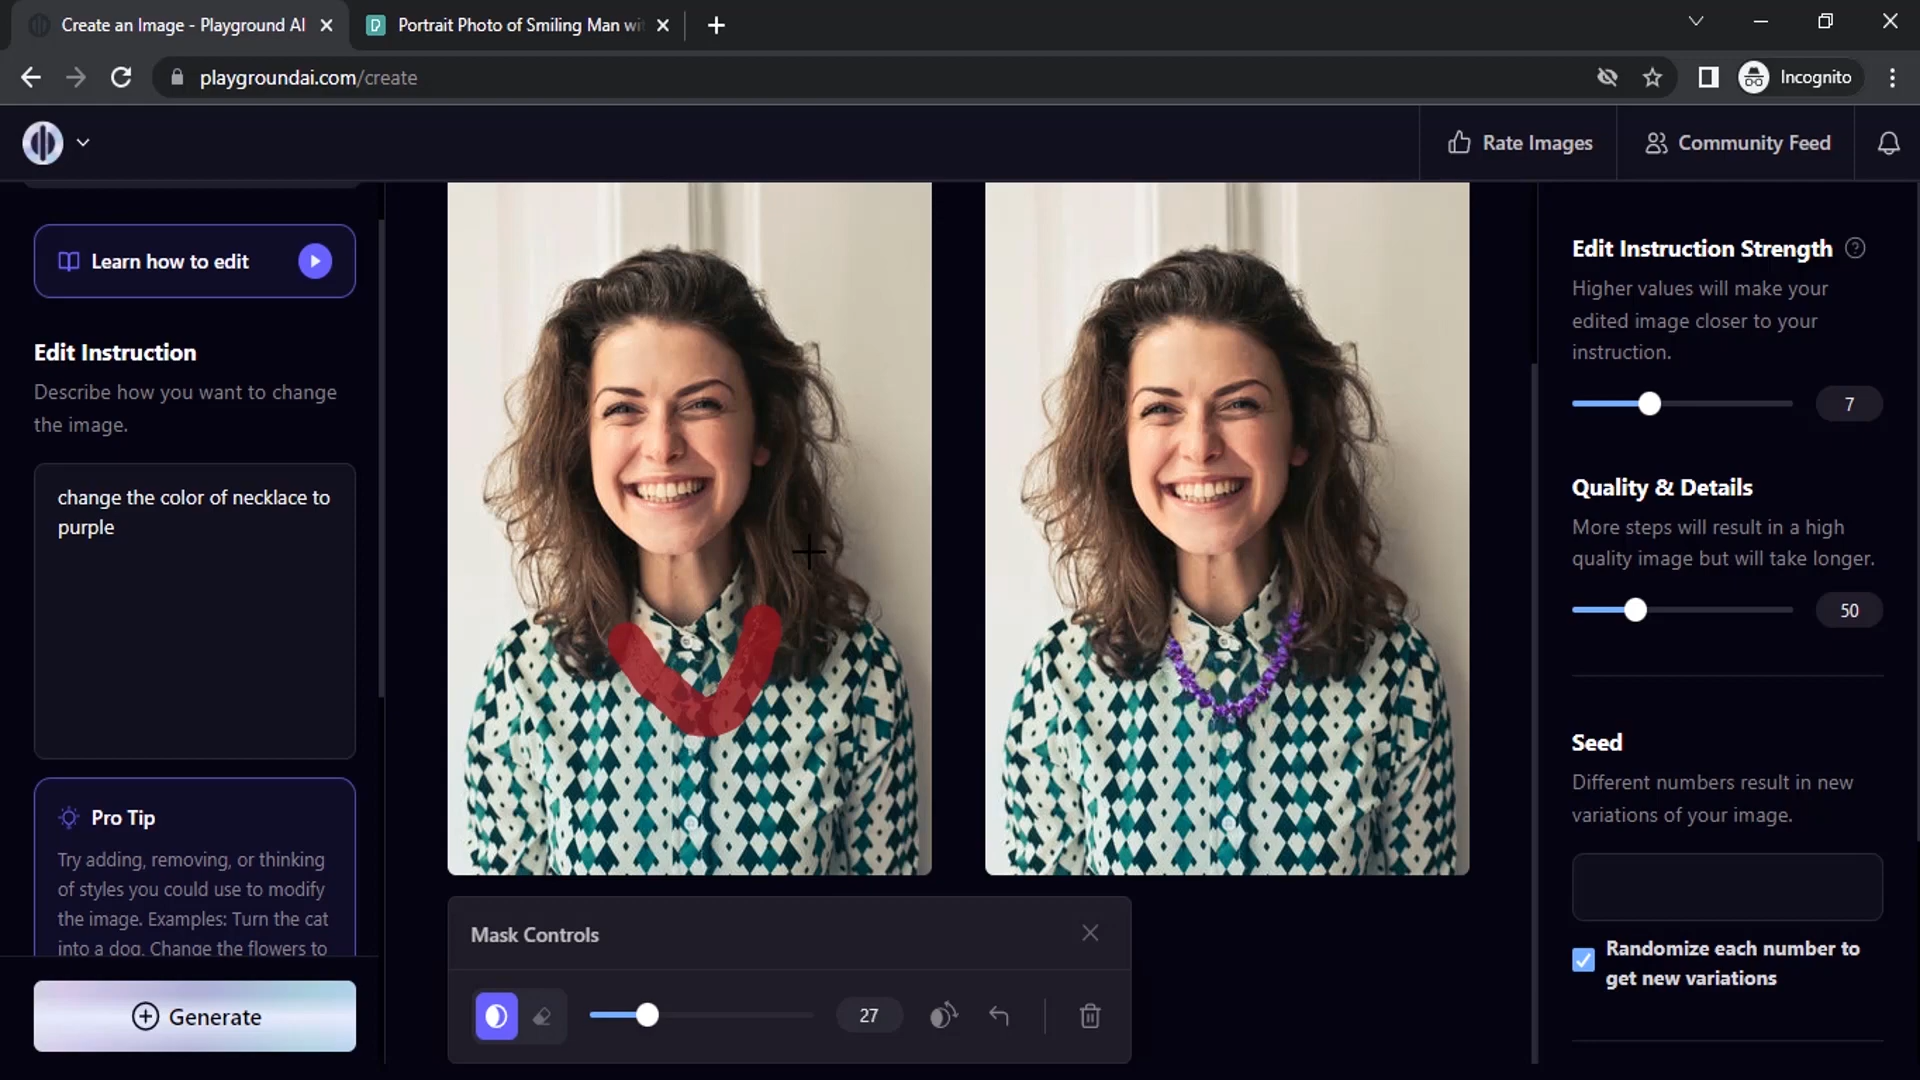 Create an Image - Playground AI
Portrait Photo of Smiling Man wi
playgroundai.com/create
Incognito
Rate Images
Community Feed
Learn how to edit
Edit Instruction
Describe how you want to change
the image.
change the color of necklace to
purple
Pro Tip
Try adding, removing, or thinking
of styles you could use to modify
the image. Examples: Turn the cat
into a dog. Change the flowers to
Generate
Mask Controls
27
Edit Instruction Strength
Higher values will make your
edited image closer to your
instruction.
7
Quality & Details
More steps will result in a high
quality image but will take longer.
50
Seed
Different numbers result in new
variations of your image.
Randomize each number to
get new variations